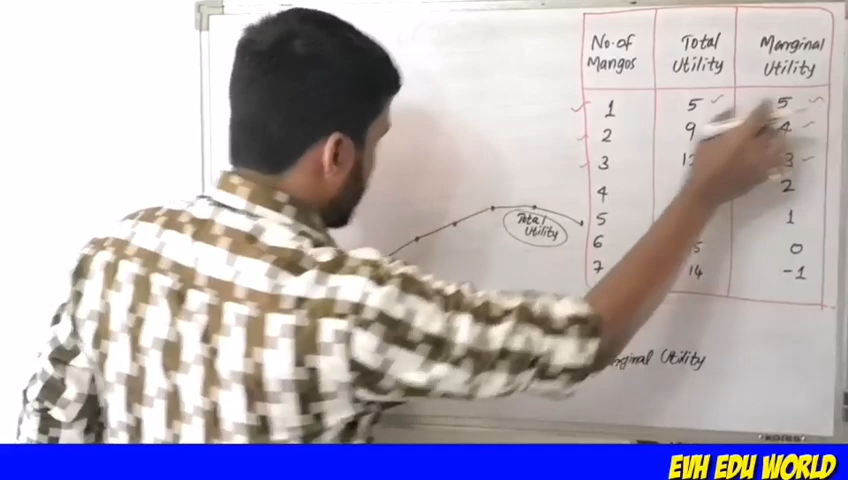 No. of Mangos
Total Utility
Marginal Utility
1 5 5
2 9 4
3 3
4 2
5 1
6 0
7 14 -1
Total
Utility
Utility
KORES
EVH EDU WORLD